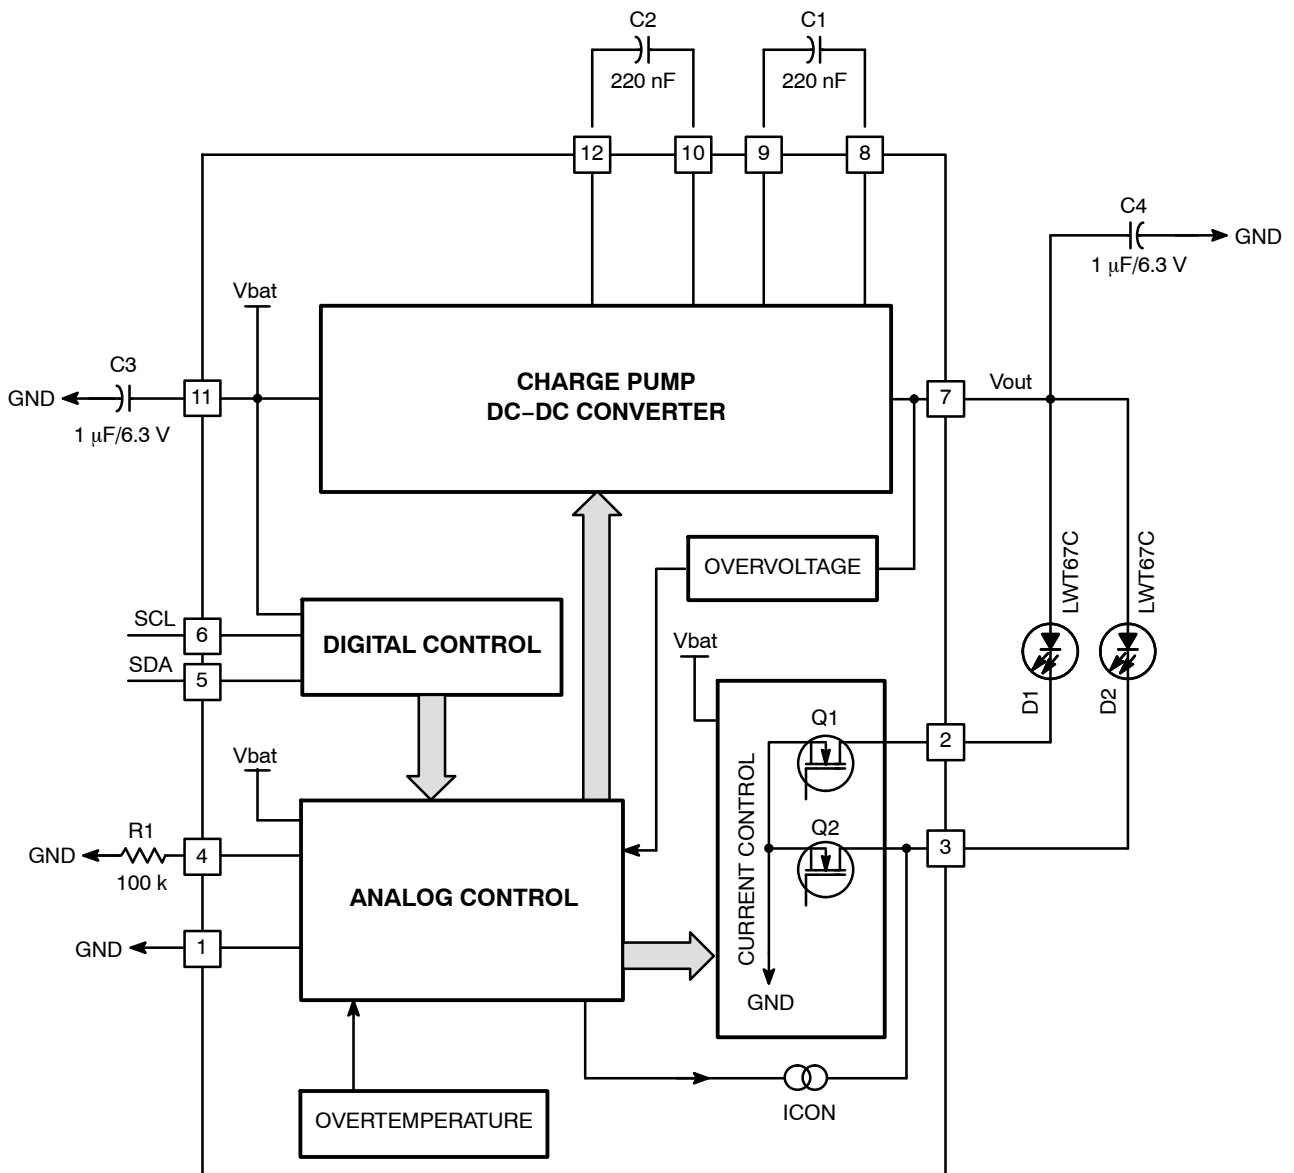 C2
C1
220 nF
220 nF
12
10
9
8
C4
GND
1 μF/6.3 V
Vbat
C3
GND
11
1 μF/6.3 V
CHARGE PUMP
DC−DC CONVERTER
7
Vout
OVERVOLTAGE
LWT67C
LWT67C
SCL
6
SDA
5
DIGITAL CONTROL
Vbat
D1
D2
Q1
2
Vbat
R1
GND
4
100 k
Q2
3
ANALOG CONTROL
CURRENT CONTROL
GND
1
GND
OVERTEMPERATURE
ICON